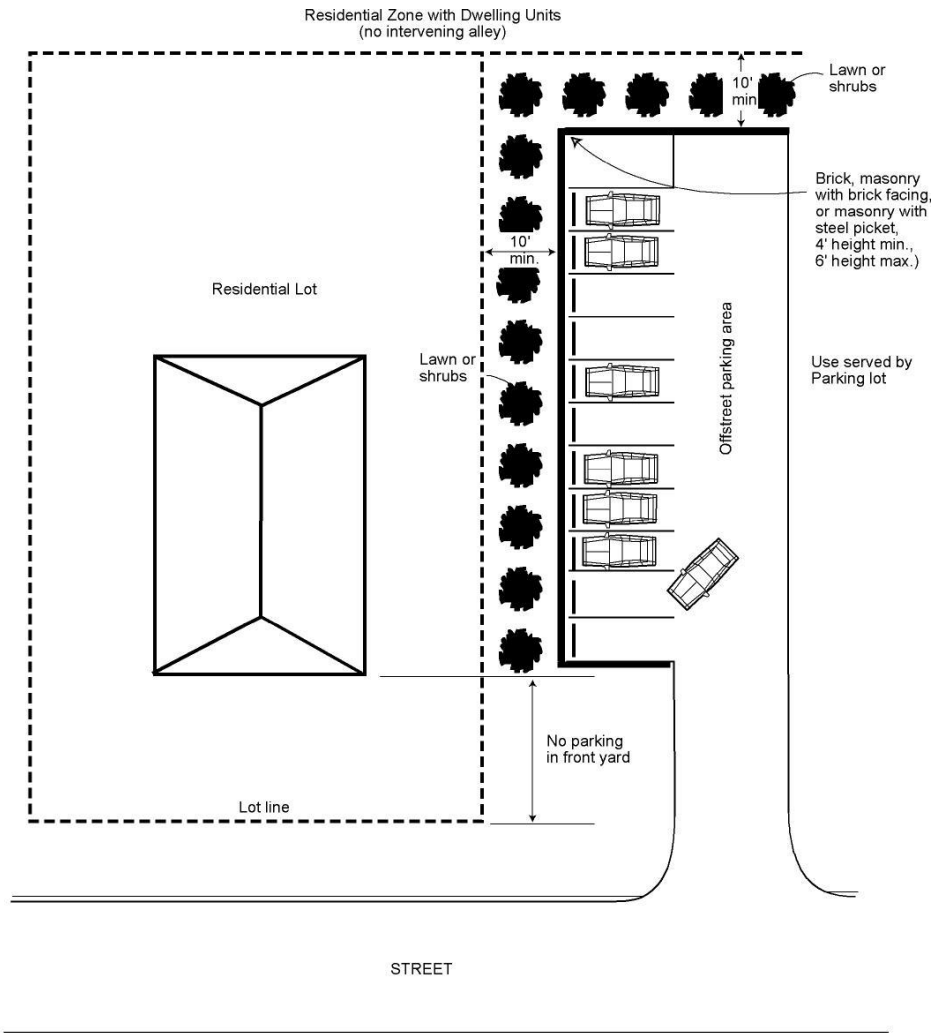 Residential Zone with Dwelling Units
(no intervening alley)
10'
min
Lawn or
shrubs
Brick, masonry
with brick facing,
or masonry with
steel picket,
4' height min.,
6' height max.)
10'
min.
Residential Lot
Lawn or
shrubs
Offstreet parking area
Use served by
Parking lot
No parking
in front yard
Lot line
STREET